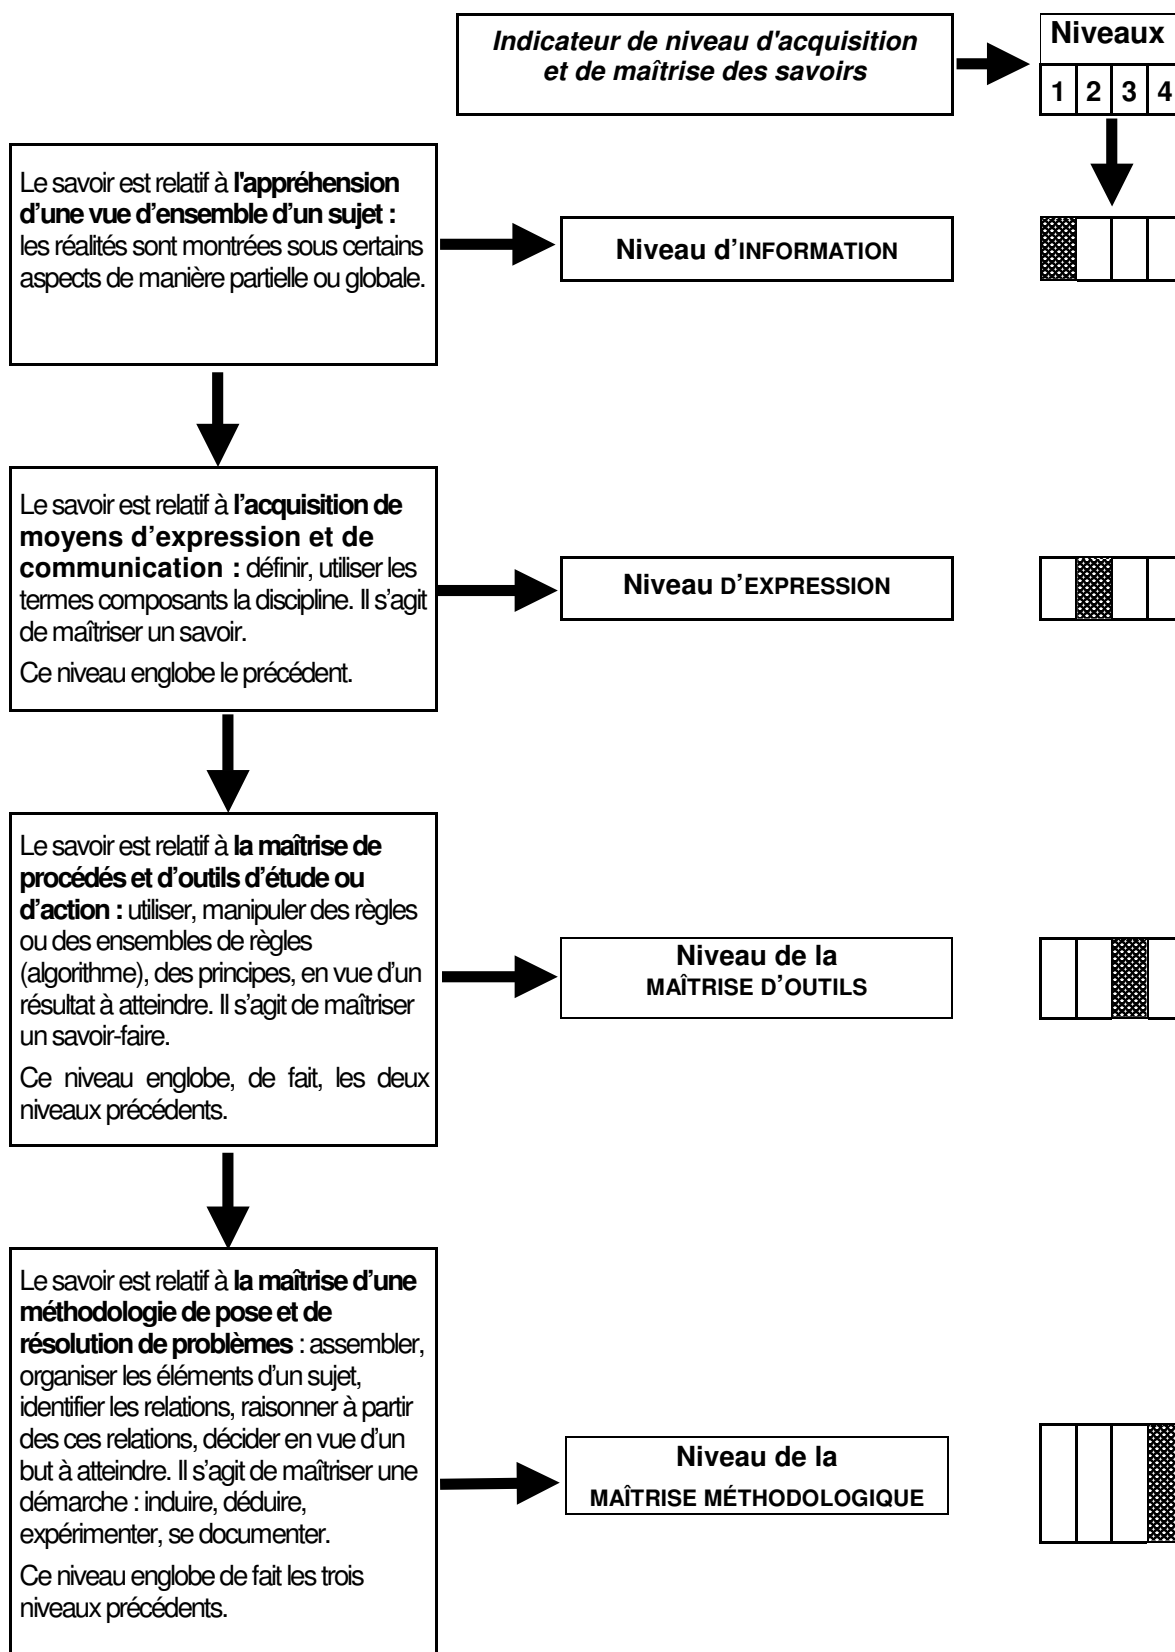 Indicateur de niveau d'acquisition
et de maîtrise des savoirs
Niveaux
1 2 3 4
Le savoir est relatif à l'appréhension
d’une vue d’ensemble d’un sujet :
les réalités sont montrées sous certains
aspects de manière partielle ou globale.
Niveau d’INFORMATION
Le savoir est relatif à l’acquisition de
moyens d’expression et de
communication : définir, utiliser les
termes composants la discipline. Il s’agit
de maîtriser un savoir.
Ce niveau englobe le précédent.
Niveau D’EXPRESSION
Le savoir est relatif à la maîtrise de
procédés et d’outils d’étude ou
d’action : utiliser, manipuler des règles
ou des ensembles de règles
(algorithme), des principes, en vue d’un
résultat à atteindre. Il s’agit de maîtriser
un savoir-faire.
Ce niveau englobe, de fait, les deux
niveaux précédents.
Niveau de la
MAÎTRISE D’OUTILS
Le savoir est relatif à la maîtrise d’une
méthodologie de pose et de
résolution de problèmes : assembler,
organiser les éléments d’un sujet,
identifier les relations, raisonner à partir
des ces relations, décider en vue d’un
but à atteindre. Il s’agit de maîtriser une
démarche : induire, déduire,
expérimenter, se documenter.
Ce niveau englobe de fait les trois
niveaux précédents.
Niveau de la
MAÎTRISE MÉTHODOLOGIQUE